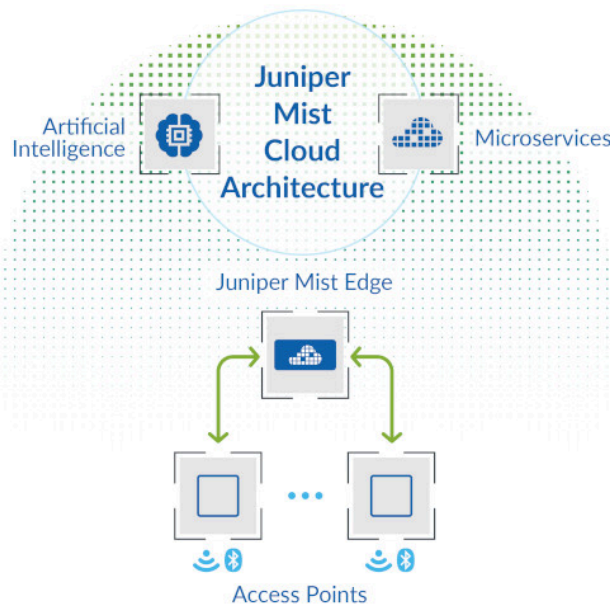 Juniper
Mist
Cloud
Architecture
Artificial
Intelligence
Microservices
Juniper Mist Edge
Access Points